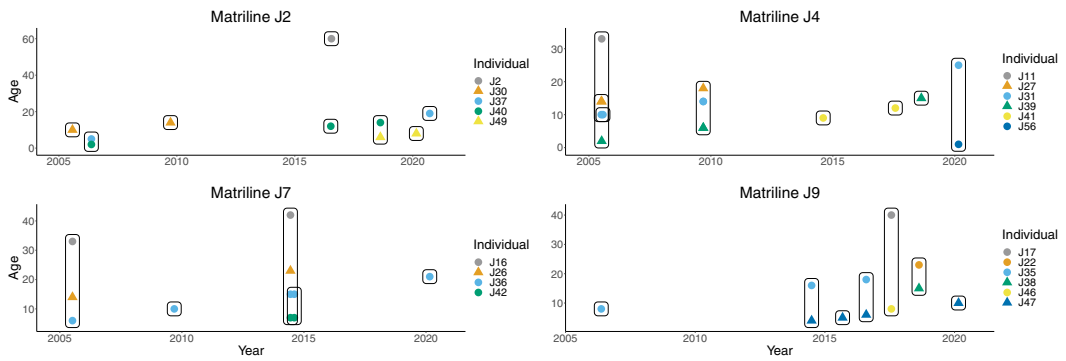 Matriline J2
Age
60
40
20
0
2005 2010 2015 2020
Individual
J2
J30
J37
J40
J49
Matriline J4
30
20
10
0
2005 2010 2015 2020
Individual
J11
J27
J31
J39
J41
J56
Matriline J7
Age
40
30
20
10
2005 2010 2015 2020
Year
Individual
J16
J26
J36
J42
Matriline J9
40
30
20
10
2005 2010 2015 2020
Year
Individual
J17
J22
J35
J38
J46
J47